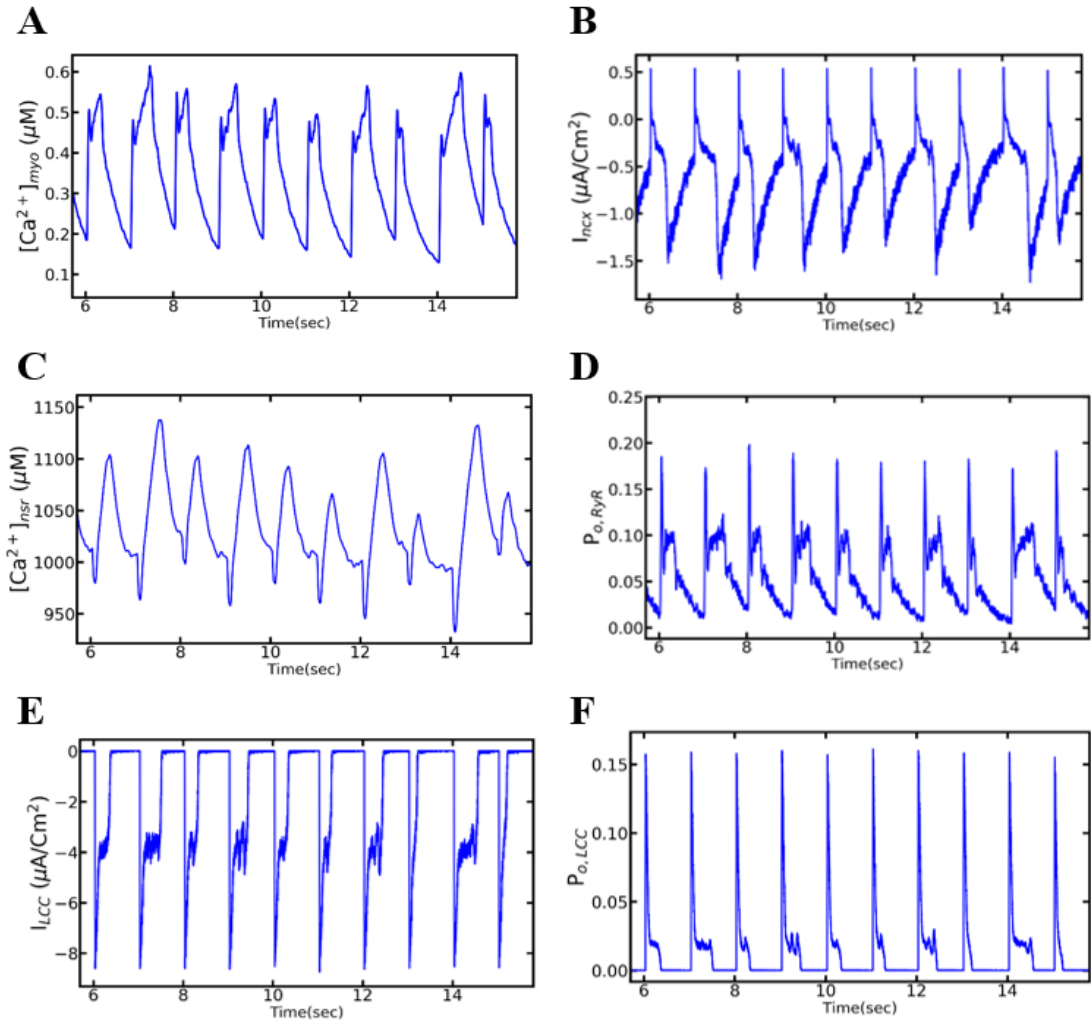 A
[Ca²⁺]myo (μM)
0.6
0.5
0.4
0.3
0.2
0.1
6 8 10 12 14
Time(sec)
B
I_ncx (μA/Cm²)
0.5
0.0
−0.5
−1.0
−1.5
6 8 10 12 14
Time(sec)
C
[Ca²⁺]nsr (μM)
1150
1100
1050
1000
950
6 8 10 12 14
Time(sec)
D
P_o,RyR
0.25
0.20
0.15
0.10
0.05
0.00
6 8 10 12 14
Time(sec)
E
I_LCC (μA/Cm²)
0
−2
−4
−6
−8
6 8 10 12 14
Time(sec)
F
P_o,LCC
0.15
0.10
0.05
0.00
6 8 10 12 14
Time(sec)